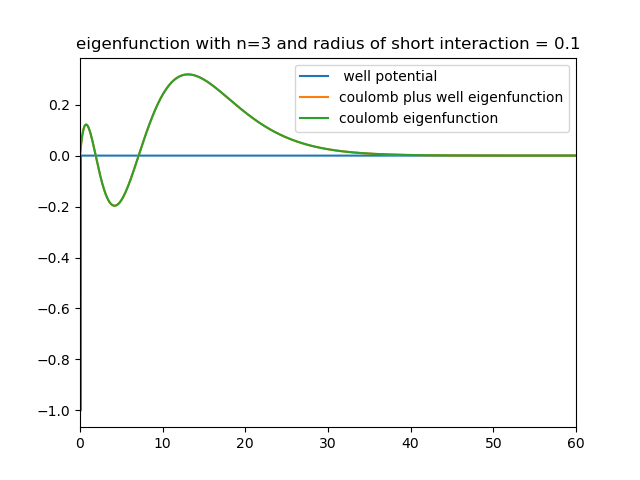 eigenfunction with n=3 and radius of short interaction = 0.1
well potential
coulomb plus well eigenfunction
coulomb eigenfunction
0.2
0.0
−0.2
−0.4
−0.6
−0.8
−1.0
0 10 20 30 40 50 60